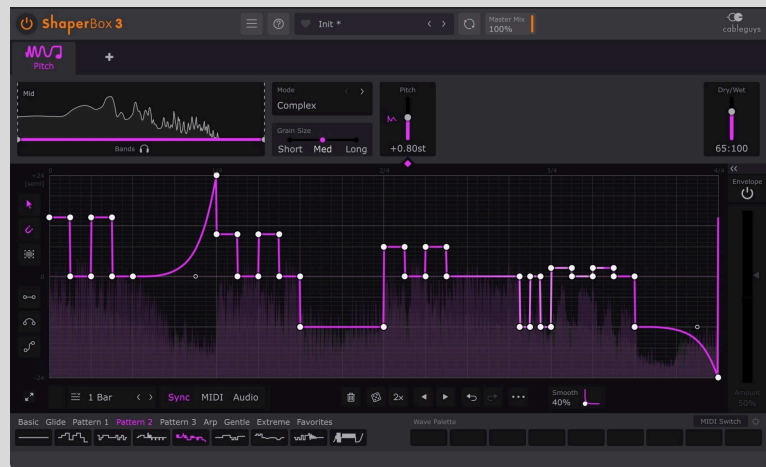 ShaperBox 3
Init *
Master Mix
100%
cableguys
Pitch
Mid
Bands
Mode
Complex
Grain Size
Short Med Long
Pitch
+0.80st
Dry/Wet
65:100
+24
[semi]
0
2/4
3/4
4/4
Envelope
0
-24
1 Bar
Sync MIDI Audio
2x
Smooth
40%
Amount
50%
Basic Glide Pattern 1 Pattern 2 Pattern 3 Arp Gentle Extreme Favorites
Wave Palette
MIDI Switch